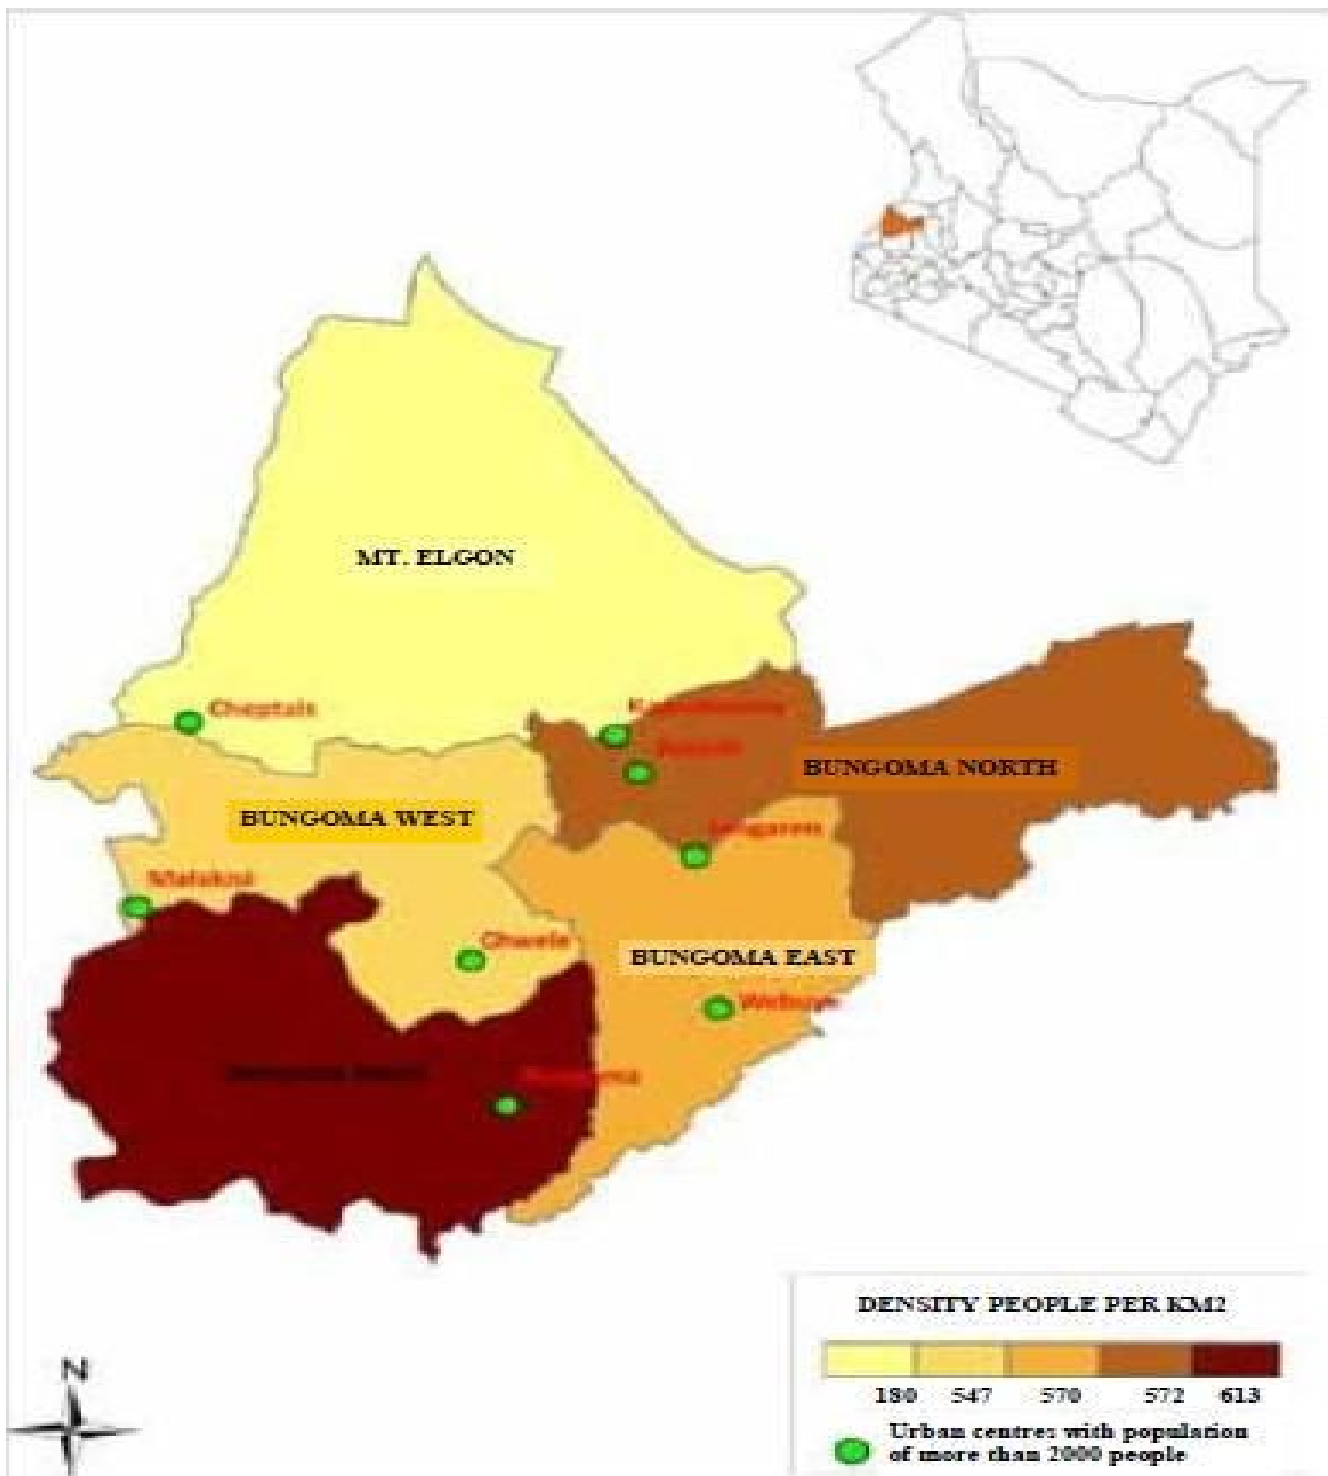 MT. ELGON
Cheptais
BUNGOMA NORTH
BUNGOMA WEST
Chwele
BUNGOMA EAST
Webuye
DENSITY PEOPLE PER KM2
180 547 570 572 613
Urban centres with population
of more than 2000 people
N